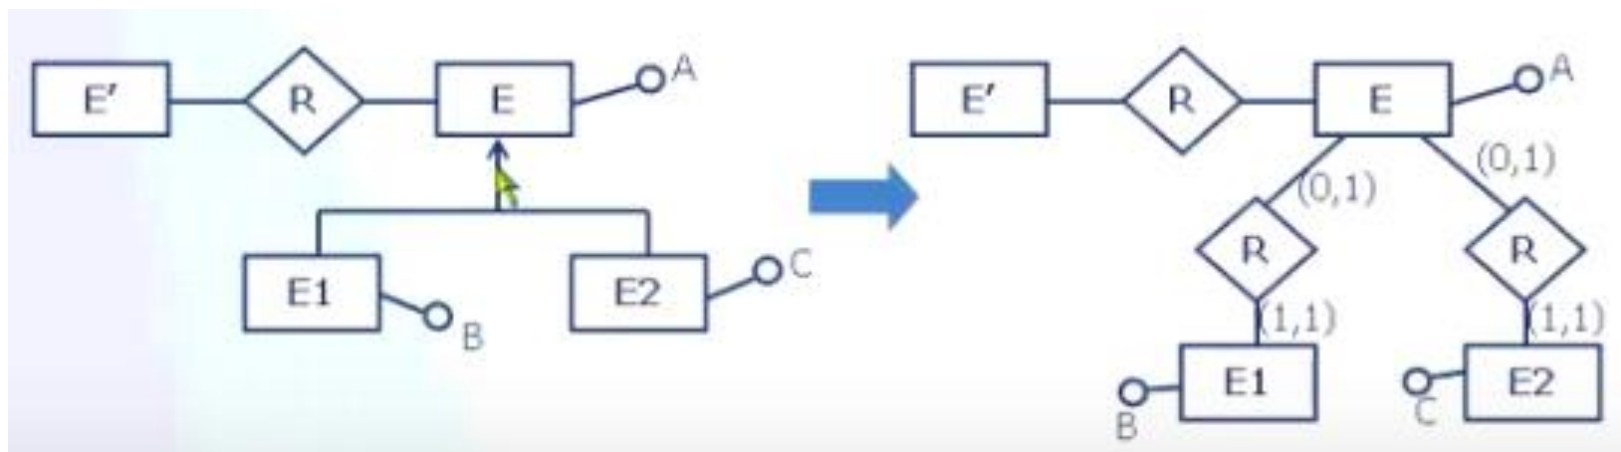 E' R E A
E1 B E2 C
E' R E A
(0,1) (0,1)
R R
(1,1) (1,1)
B E1 C E2